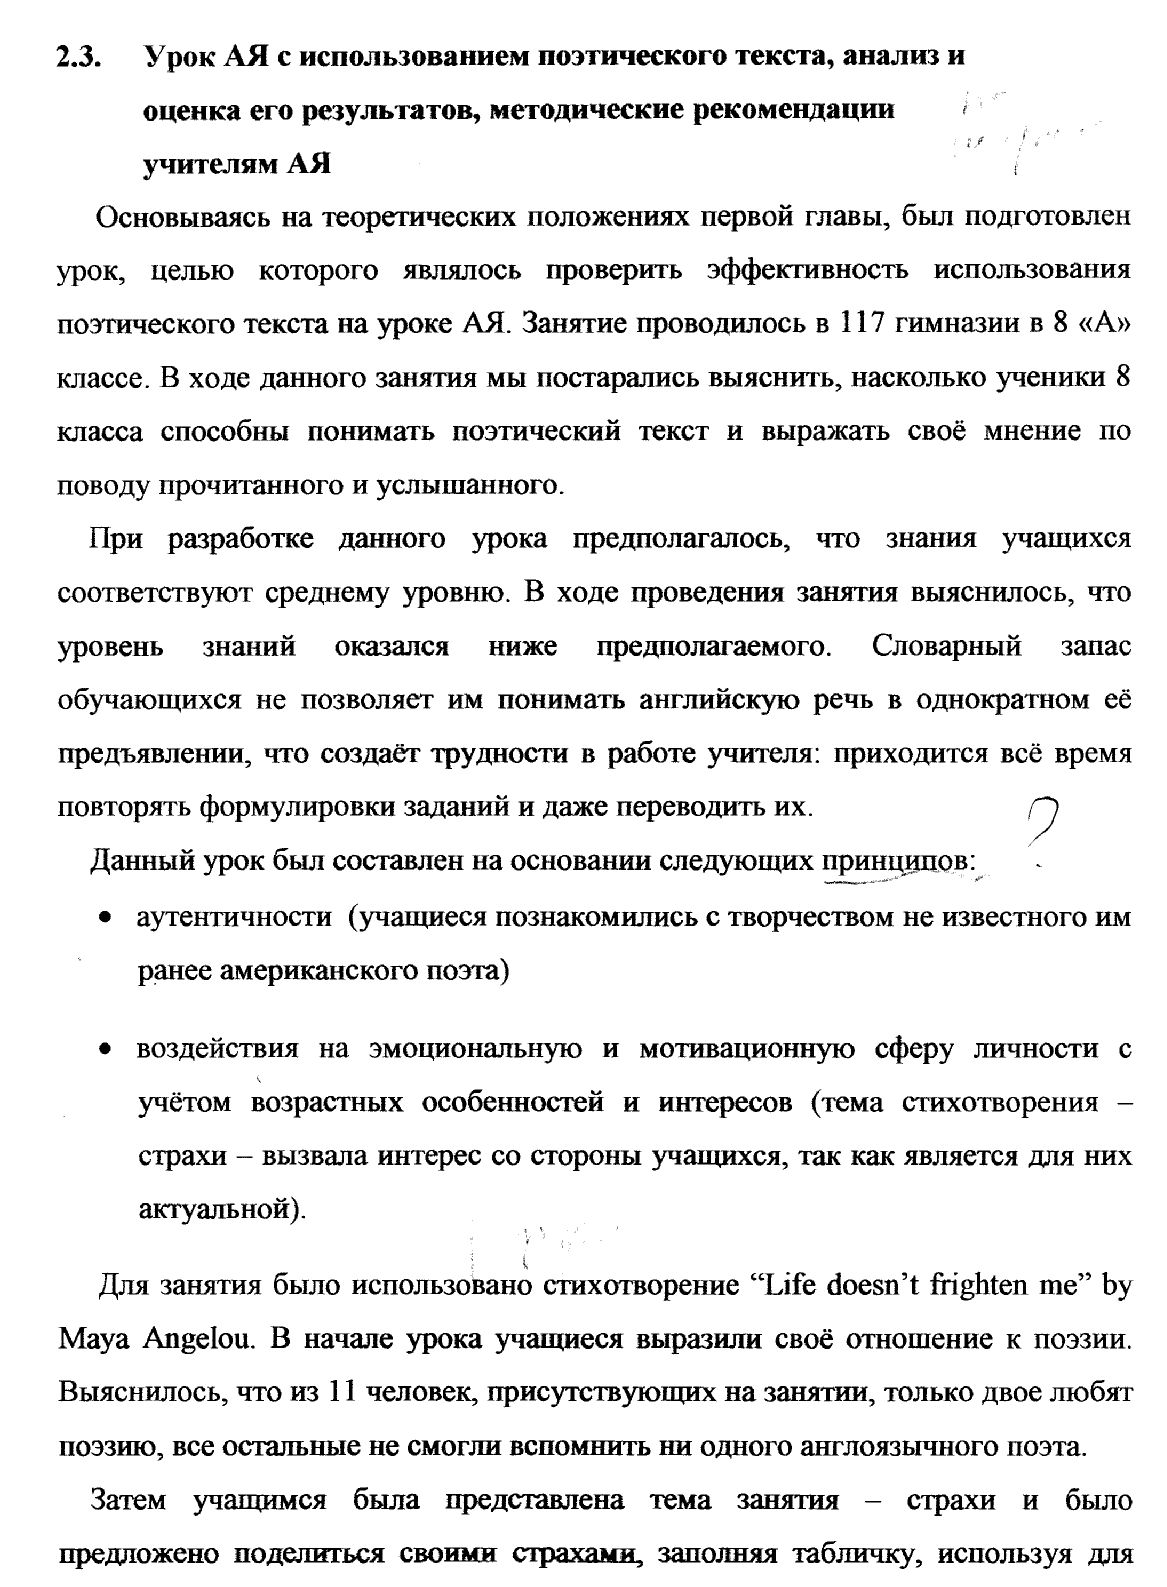 2.3. Урок АЯ с использованием поэтического текста, анализ и
оценка его результатов, методические рекомендации
учителям АЯ
Основываясь на теоретических положениях первой главы, был подготовлен
урок, целью которого являлось проверить эффективность использования
поэтического текста на уроке АЯ. Занятие проводилось в 117 гимназии в 8 «А»
классе. В ходе данного занятия мы постарались выяснить, насколько ученики 8
класса способны понимать поэтический текст и выражать своё мнение по
поводу прочитанного и услышанного.
При разработке данного урока предполагалось, что знания учащихся
соответствуют среднему уровню. В ходе проведения занятия выяснилось, что
уровень знаний оказался ниже предполагаемого. Словарный запас
обучающихся не позволяет им понимать английскую речь в однократном её
предъявлении, что создаёт трудности в работе учителя: приходится всё время
повторять формулировки заданий и даже переводить их.
?
Данный урок был составлен на основании следующих принципов:
• аутентичности (учащиеся познакомились с творчеством не известного им
ранее американского поэта)
• воздействия на эмоциональную и мотивационную сферу личности с
учётом возрастных особенностей и интересов (тема стихотворения –
страхи – вызвала интерес со стороны учащихся, так как является для них
актуальной).
Для занятия было использовано стихотворение “Life doesn’t frighten me” by
Maya Angelou. В начале урока учащиеся выразили своё отношение к поэзии.
Выяснилось, что из 11 человек, присутствующих на занятии, только двое любят
поэзию, все остальные не смогли вспомнить ни одного англоязычного поэта.
Затем учащимся была представлена тема занятия – страхи и было
предложено поделиться своими страхами, заполняя табличку, используя для